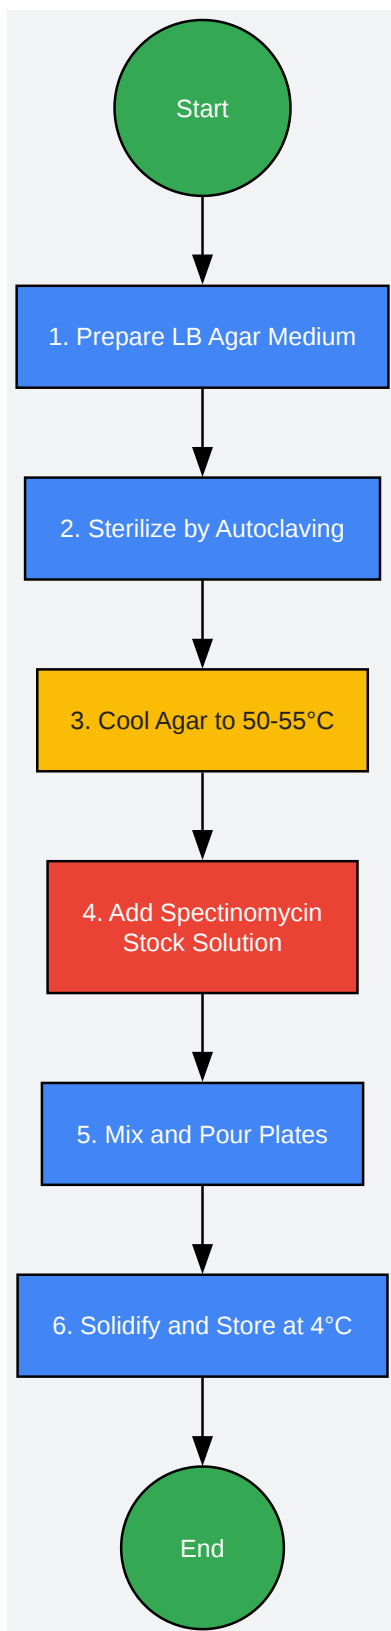 Start
1. Prepare LB Agar Medium
2. Sterilize by Autoclaving
3. Cool Agar to 50-55°C
4. Add Spectinomycin
Stock Solution
5. Mix and Pour Plates
6. Solidify and Store at 4°C
End